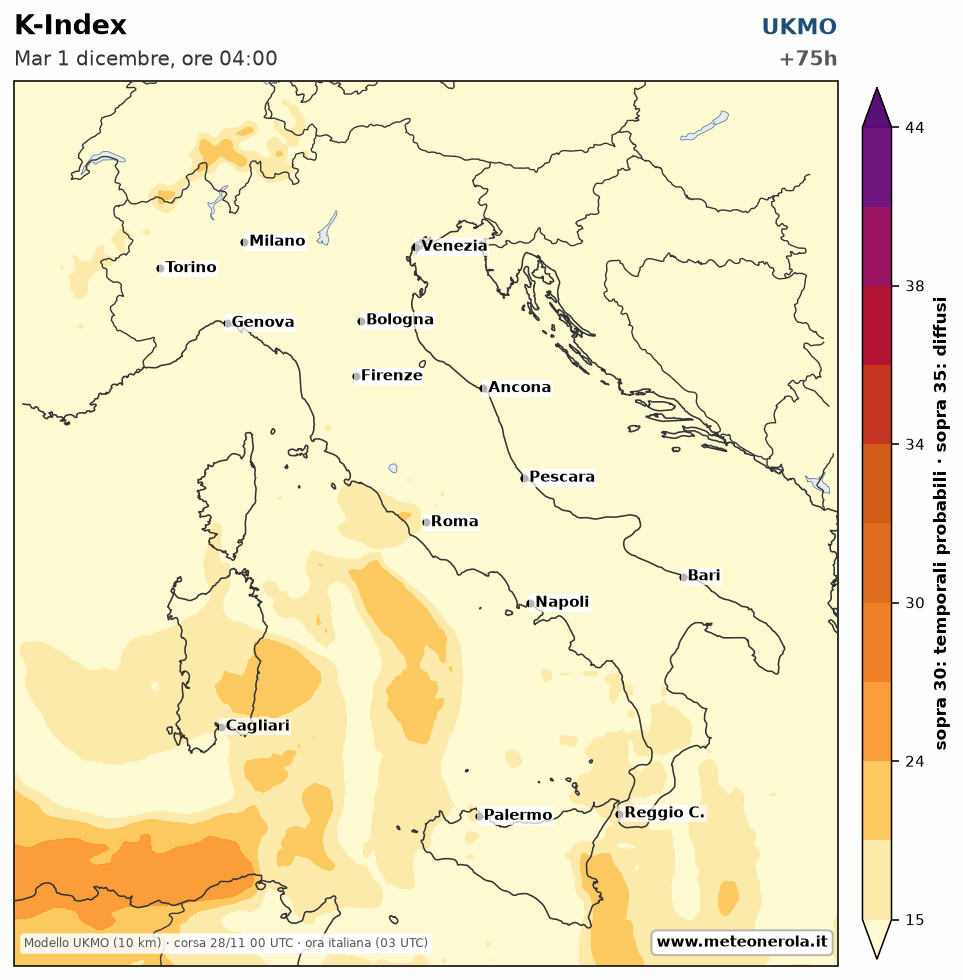 K-Index
UKMO
Mar 1 dicembre, ore 04:00
+75h
Milano
Venezia
Torino
Genova
Bologna
Firenze
Ancona
Pescara
Roma
Bari
Napoli
Cagliari
Palermo
Reggio C.
44
38
34
30
24
15
sopra 30: temporali probabili · sopra 35: diffusi
Modello UKMO (10 km) · corsa 28/11 00 UTC · ora italiana (03 UTC)
www.meteonerola.it